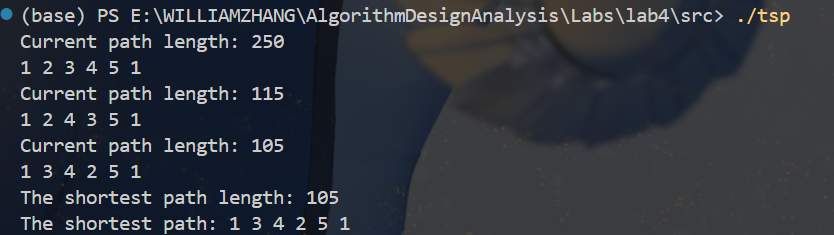 (base) PS E:\WILLIAMZHANG\AlgorithmDesignAnalysis\Labs\lab4\src> ./tsp
Current path length: 250
1 2 3 4 5 1
Current path length: 115
1 2 4 3 5 1
Current path length: 105
1 3 4 2 5 1
The shortest path length: 105
The shortest path: 1 3 4 2 5 1